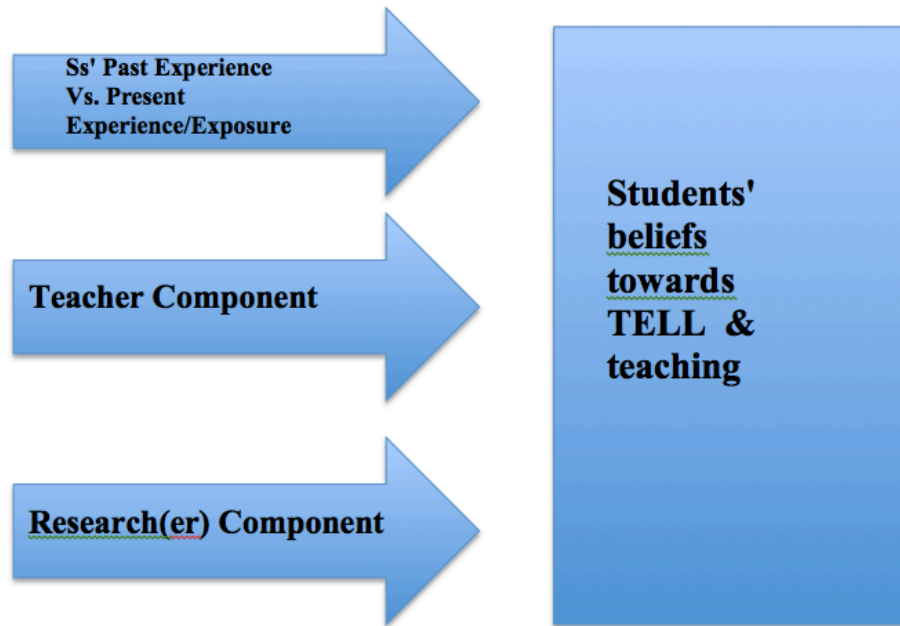 Ss' Past Experience
Vs. Present
Experience/Exposure
Teacher Component
Research(er) Component
Students'
beliefs
towards
TELL &
teaching